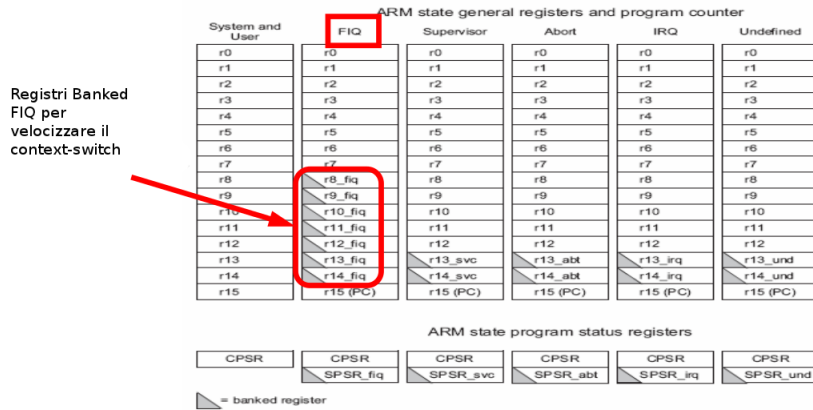 ARM state general registers and program counter
System and User FIQ Supervisor Abort IRQ Undefined
r0 r0 r0 r0 r0 r0
r1 r1 r1 r1 r1 r1
r2 r2 r2 r2 r2 r2
r3 r3 r3 r3 r3 r3
r4 r4 r4 r4 r4 r4
r5 r5 r5 r5 r5 r5
r6 r6 r6 r6 r6 r6
r7 r7 r7 r7 r7 r7
r8 r8_fiq r8 r8 r8 r8
r9 r9_fiq r9 r9 r9 r9
r10 r10_fiq r10 r10 r10 r10
r11 r11_fiq r11 r11 r11 r11
r12 r12_fiq r12 r12 r12 r12
r13 r13_fiq r13_svc r13_abt r13_irq r13_und
r14 r14_fiq r14_svc r14_abt r14_irq r14_und
r15 r15 (PC) r15 (PC) r15 (PC) r15 (PC) r15 (PC)
Registri Banked
FIQ per
velocizzare il
context-switch
ARM state program status registers
CPSR CPSR CPSR CPSR CPSR CPSR
SPSR_fiq SPSR_svc SPSR_abt SPSR_irq SPSR_und
= banked register